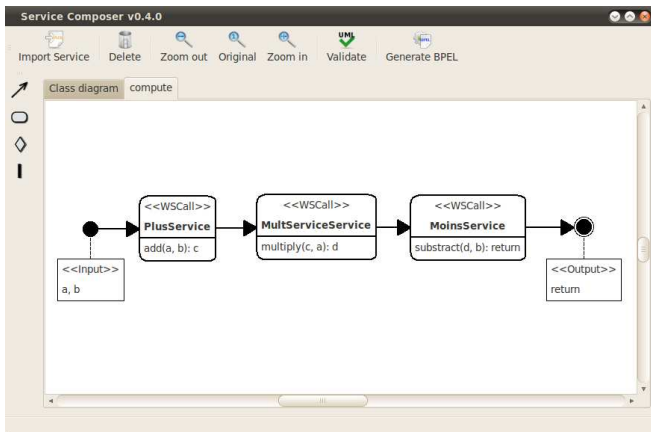 Service Composer v0.4.0
Import Service Delete Zoom out Original Zoom in Validate Generate BPEL
UML
Class diagram compute
<<WSCall>> <<WSCall>> <<WSCall>>
PlusService MultServiceService MoinsService
add(a, b): c multiply(c, a): d substract(d, b): return
<<Input>> <<Output>>
a, b return